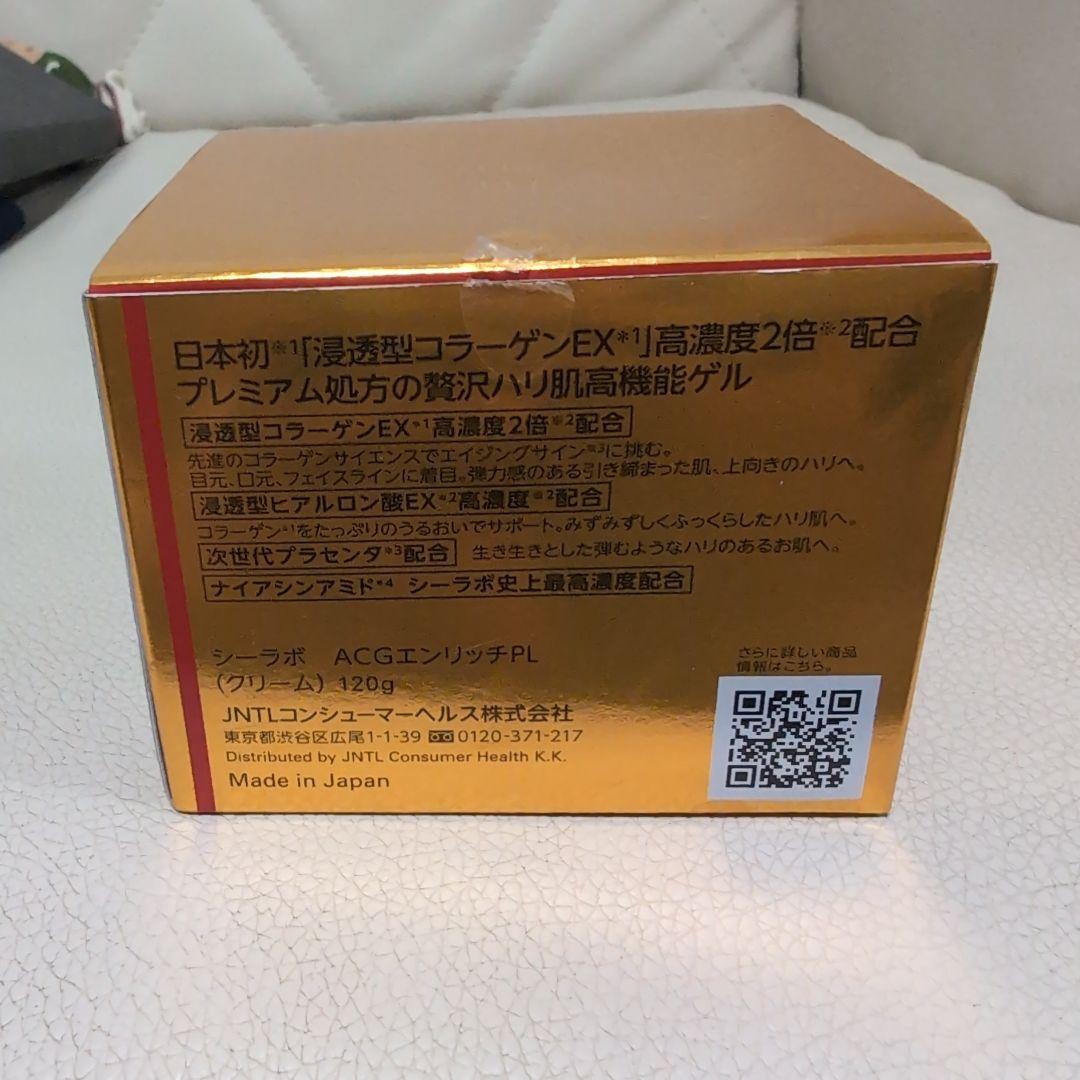 日本初※1「浸透型コラーゲンEX*1」高濃度2倍※2配合
プレミアム処方の贅沢ハリ肌高機能ゲル
浸透型コラーゲンEX*1高濃度2倍※2配合
先進のコラーゲンサイエンスでエイジングサイン※3に挑む。
目元、口元、フェイスラインに着目。弾力感のある引き締まった肌、上向きのハリへ。
浸透型ヒアルロン酸EX*2高濃度※2配合
コラーゲン*1をたっぷりのうるおいでサポート。みずみずしくふっくらしたハリ肌へ。
次世代プラセンタ*3配合 生き生きとした弾むようなハリのあるお肌へ。
ナイアシンアミド*4 シーラボ史上最高濃度配合
シーラボ ACGエンリッチPL
(クリーム) 120g
JNTLコンシューマーヘルス株式会社
東京都渋谷区広尾1-1-39 0120-371-217
Distributed by JNTL Consumer Health K.K.
Made in Japan
さらに詳しい商品
情報はこちら。